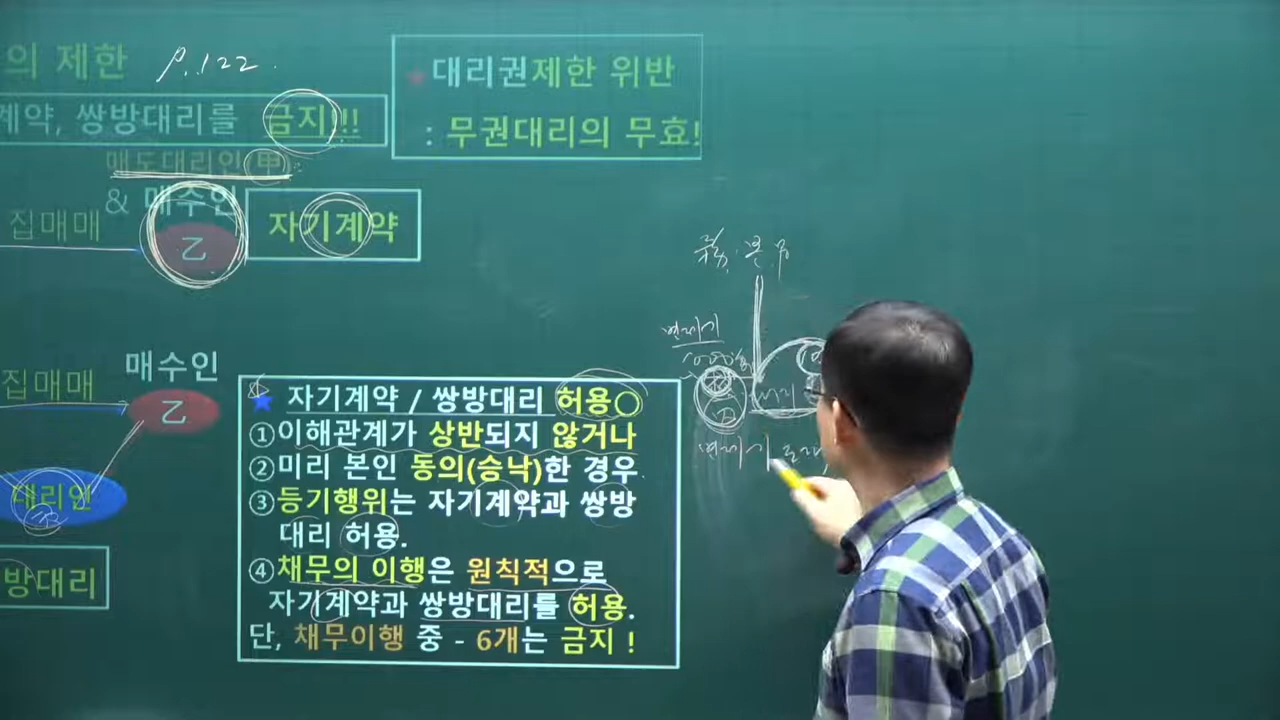 의 제한 P.122.
계약, 쌍방대리를 금지!!!
매도대리인 甲
& 매수인
집매매 乙
자기계약
대리권제한 위반
: 무권대리의 무효!
매수인
집매매 乙
대리인
방대리
★ 자기계약 / 쌍방대리 허용○
①이해관계가 상반되지 않거나
②미리 본인 동의(승낙)한 경우
③등기행위는 자기계약과 쌍방
대리 허용.
④채무의 이행은 원칙적으로
자기계약과 쌍방대리를 허용.
단, 채무이행 중 - 6개는 금지 !
변제기
변제기